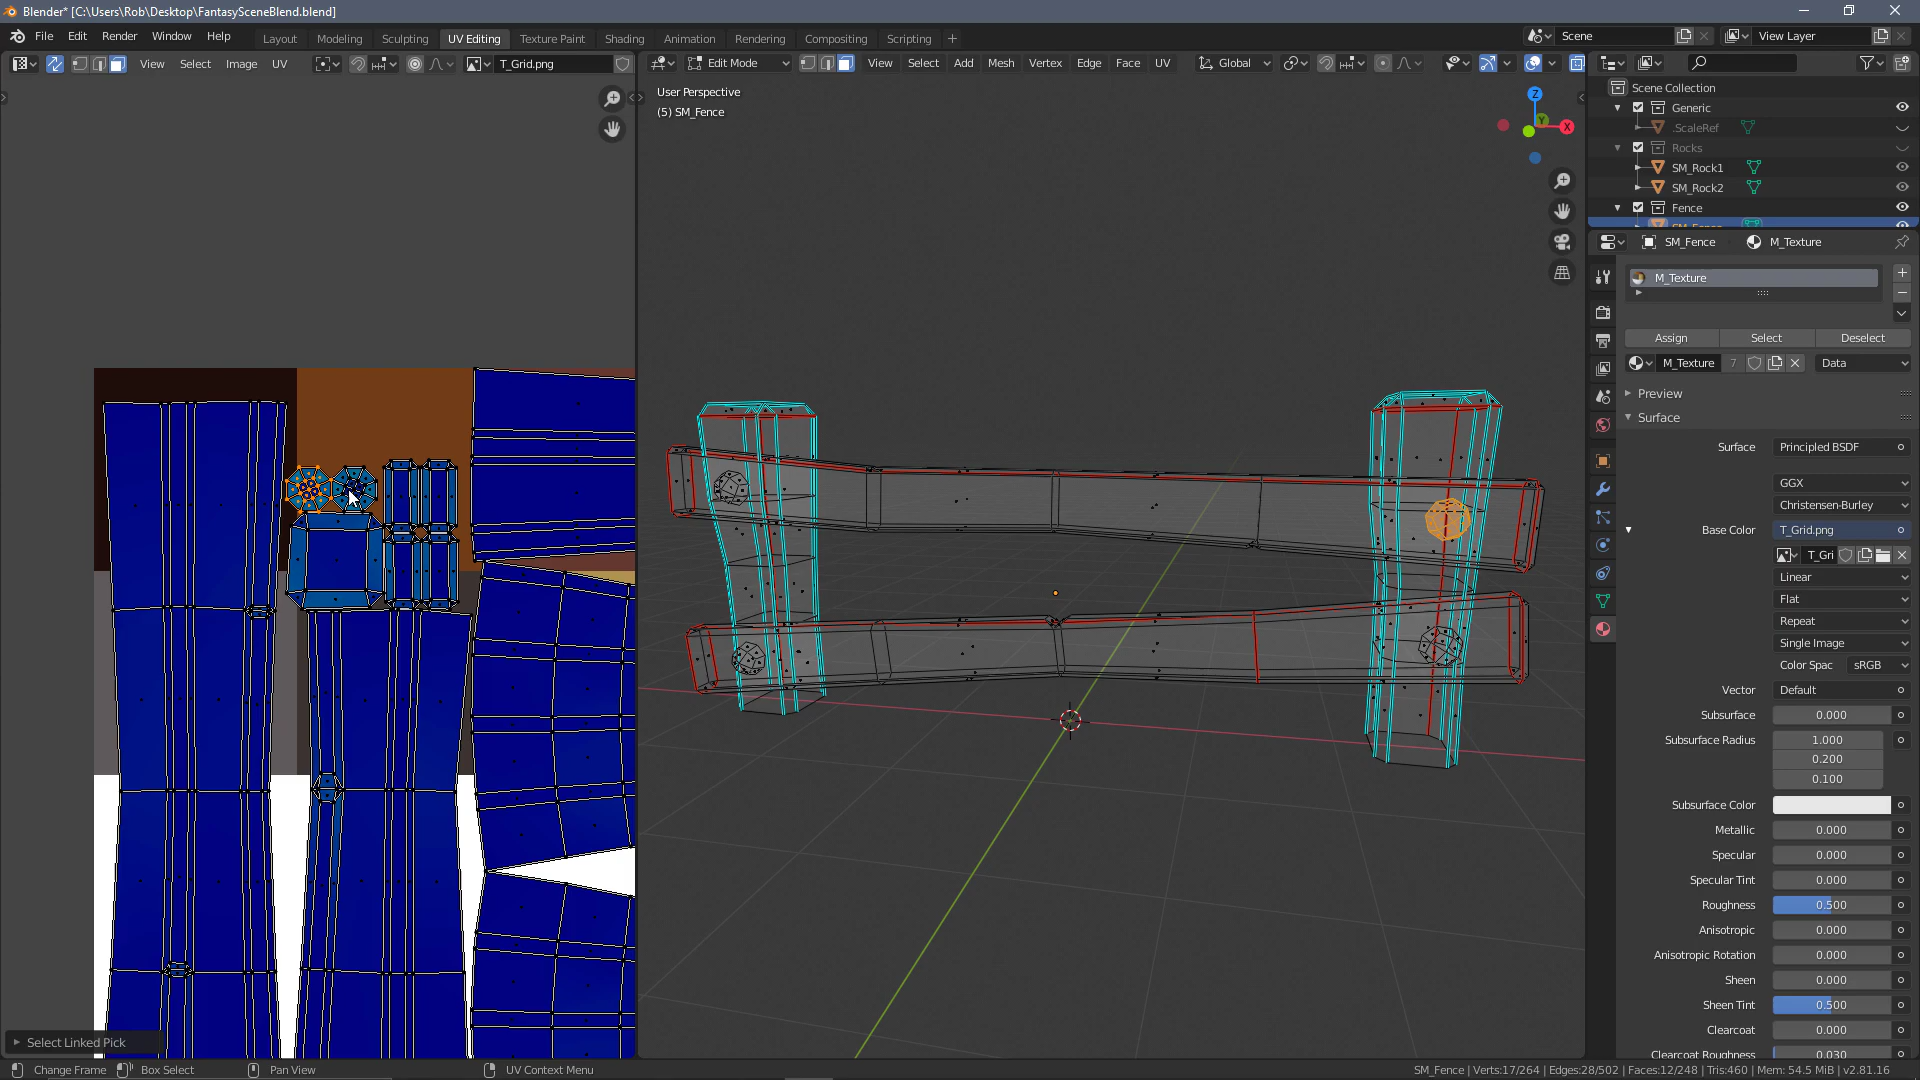 Blender* [C:\Users\Rob\Desktop\FantasySceneBlend.blend]
File Edit Render Window Help Layout Modeling Sculpting UV Editing Texture Paint Shading Animation Rendering Compositing Scripting + Scene View Layer
View Select Image UV T_Grid.png Edit Mode View Select Add Mesh Vertex Edge Face UV Global
User Perspective
(5) SM_Fence
Z
Y
X
Scene Collection
Generic
.ScaleRef
Rocks
SM_Rock1
SM_Rock2
Fence
SM_Fence M_Texture
M_Texture
Assign Select Deselect
M_Texture 7 Data
Preview
Surface
Surface Principled BSDF
GGX
Christensen-Burley
Base Color T_Grid.png
T_Gri
Linear
Flat
Repeat
Single Image
Color Spac sRGB
Vector Default
Subsurface 0.000
Subsurface Radius 1.000
0.200
0.100
Subsurface Color
Metallic 0.000
Specular 0.000
Specular Tint 0.000
Roughness 0.500
Anisotropic 0.000
Anisotropic Rotation 0.000
Sheen 0.000
Sheen Tint 0.500
Clearcoat 0.000
Clearcoat Roughness 0.030
Select Linked Pick
Change Frame Box Select Pan View UV Context Menu SM_Fence | Verts:17/264 | Edges:28/502 | Faces:12/248 | Tris:460 | Mem: 54.5 MiB | v2.81.16